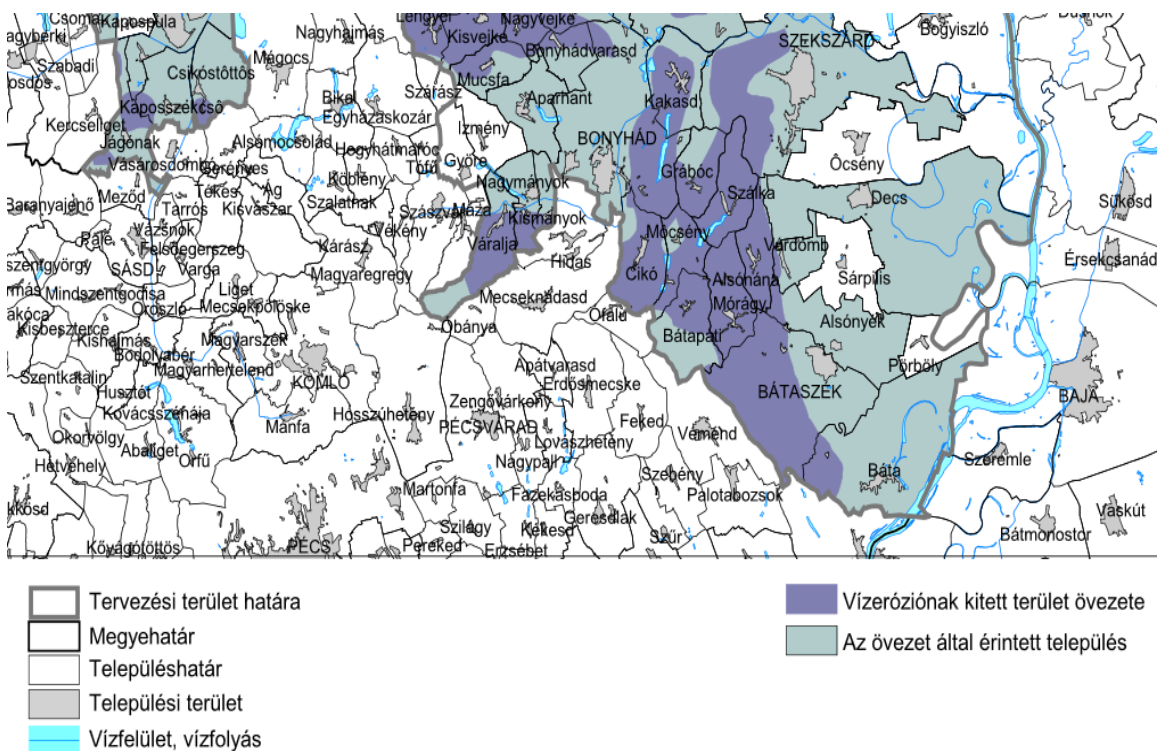 Lengyel
Nagyvejke
Kapospula
Nagyhajmás
Kisvejke
Bonyhádvarasd
SZEKSZÁRD
Bogyiszló
Szabadi
Mágocs
Csikóstőttős
Mucsfa
Szárász
Bikal
Aparhant
Kakasd
Kaposszékcső
Egyházaskozár
Kercseliget
Izmény
Jágónak
Alsómocsolád
Hegyhátmaróc
BONYHÁD
Őcsény
Vásárosdombó
Gerényes
Tófű
Györe
Grábóc
Köblény
Nagymányok
Szálka
Decs
Sükösd
Baranyajenő
Meződ
Tékes
Ág
Kisvaszar
Szalatnak
Tarrós
Szászvár
Máza
Kismányok
Vázsnok
Palé
Felsőegerszeg
Vékény
Váralja
Mőcsény
Várdomb
Kárász
Hidas
Érsekcsanád
szentgyörgy
SÁSD
Varga
Magyaregregy
Cikó
Alsónána
Sárpilis
Mindszentgodisa
Liget
Mecseknádasd
Mórágy
Oroszló
Mecsekpölöske
Ófalu
Alsónyék
Kisbeszterce
Kishajmás
Magyarszék
Óbánya
Bátapáti
Bodolyabér
Magyarhertelend
Apátvarasd
Pörböly
Szentkatalin
KOMLÓ
Erdősmecske
BÁTASZÉK
BAJA
Husztót
Kovácsszénája
Mánfa
Hosszúhetény
Zengővárkony
PÉCSVÁRAD
Feked
Véménd
Okorvölgy
Abaliget
Orfű
Lovászhetény
Hetvehely
Nagypall
Szebény
Báta
Szeremle
Martonfa
Fazekasboda
Palotabozsok
Geresdlak
Vaskút
Szilágy
Kékesd
Szűr
Bátmonostor
Kővágótöttös
PÉCS
Pereked
Erzsébet
Tervezési terület határa
Megyehatár
Településhatár
Települési terület
Vízfelület, vízfolyás
Vízeróziónak kitett terület övezete
Az övezet által érintett település